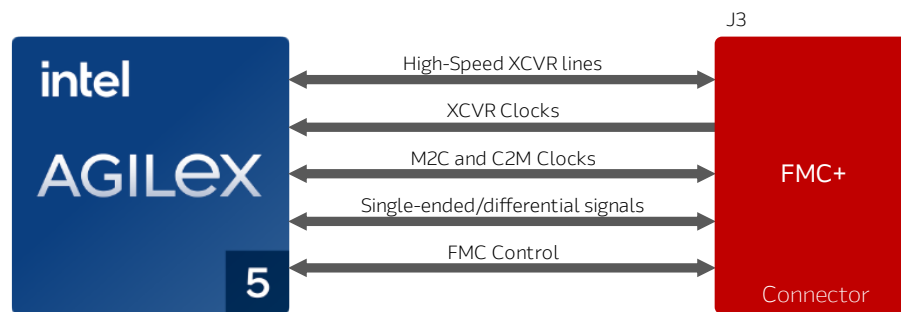 J3
intel
AGILEX
5
High-Speed XCVR lines
XCVR Clocks
M2C and C2M Clocks
Single-ended/differential signals
FMC Control
FMC+
Connector